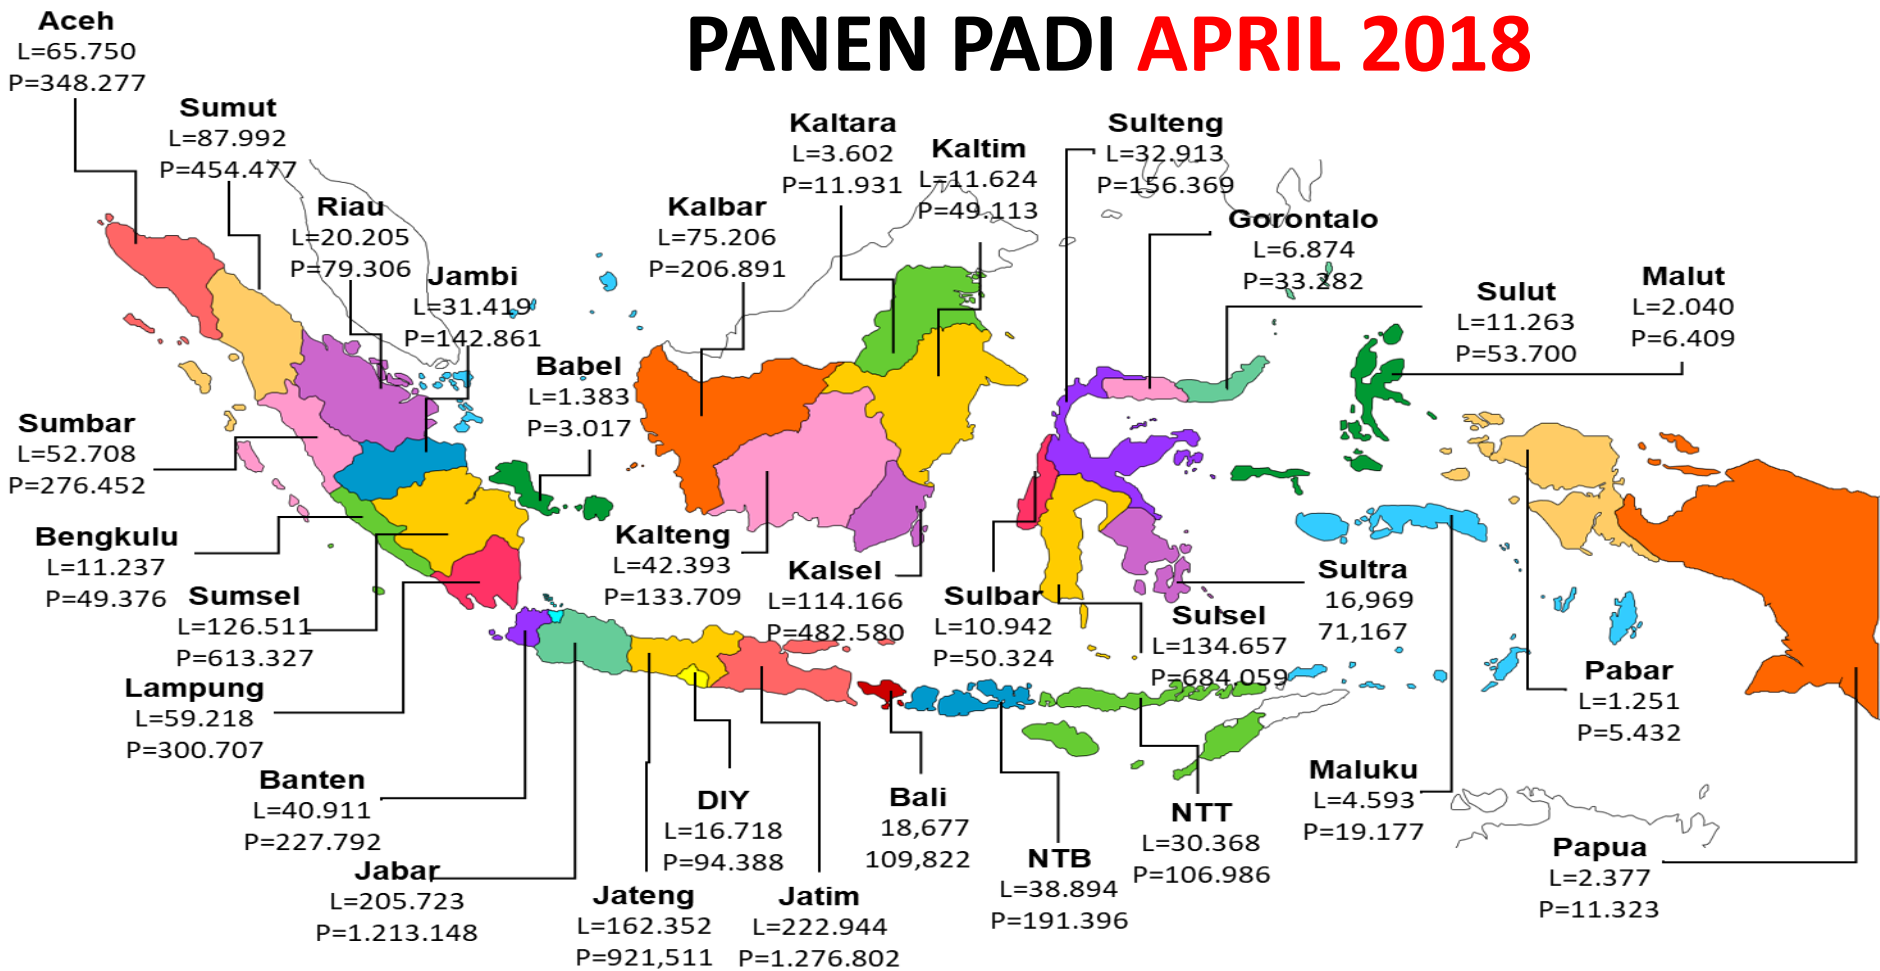 PANEN PADI APRIL 2018
Aceh
L=65.750
P=348.277
Sumut
L=87.992
P=454.477
Riau
L=20.205
P=79.306
Jambi
L=31.419
P=142.861
Babel
L=1.383
P=3.017
Sumbar
L=52.708
P=276.452
Bengkulu
L=11.237
P=49.376
Sumsel
L=126.511
P=613.327
Lampung
L=59.218
P=300.707
Banten
L=40.911
P=227.792
Jabar
L=205.723
P=1.213.148
Jateng
L=162.352
P=921,511
DIY
L=16.718
P=94.388
Jatim
L=222.944
P=1.276.802
Bali
18,677
109,822
NTB
L=38.894
P=191.396
NTT
L=30.368
P=106.986
Kalbar
L=75.206
P=206.891
Kaltara
L=3.602
P=11.931
Kaltim
L=11.624
P=49.113
Kalteng
L=42.393
P=133.709
Kalsel
L=114.166
P=482.580
Sulteng
L=32.913
P=156.369
Gorontalo
L=6.874
P=33.282
Sulut
L=11.263
P=53.700
Malut
L=2.040
P=6.409
Sulbar
L=10.942
P=50.324
Sulsel
L=134.657
P=684.059
Sultra
16,969
71,167
Maluku
L=4.593
P=19.177
Pabar
L=1.251
P=5.432
Papua
L=2.377
P=11.323